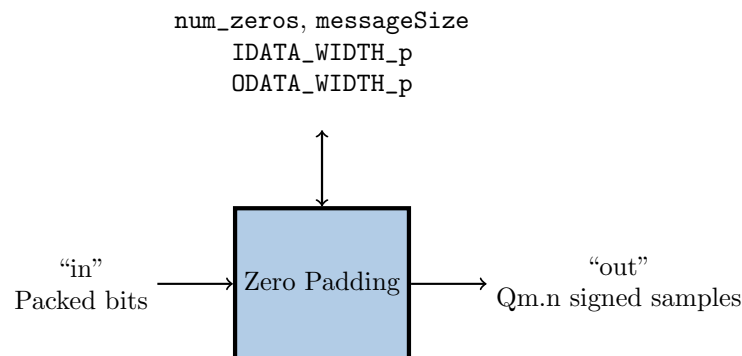 num_zeros, messageSize
IDATA_WIDTH_p
ODATA_WIDTH_p
“in”
Packed bits
Zero Padding
“out”
Qm.n signed samples